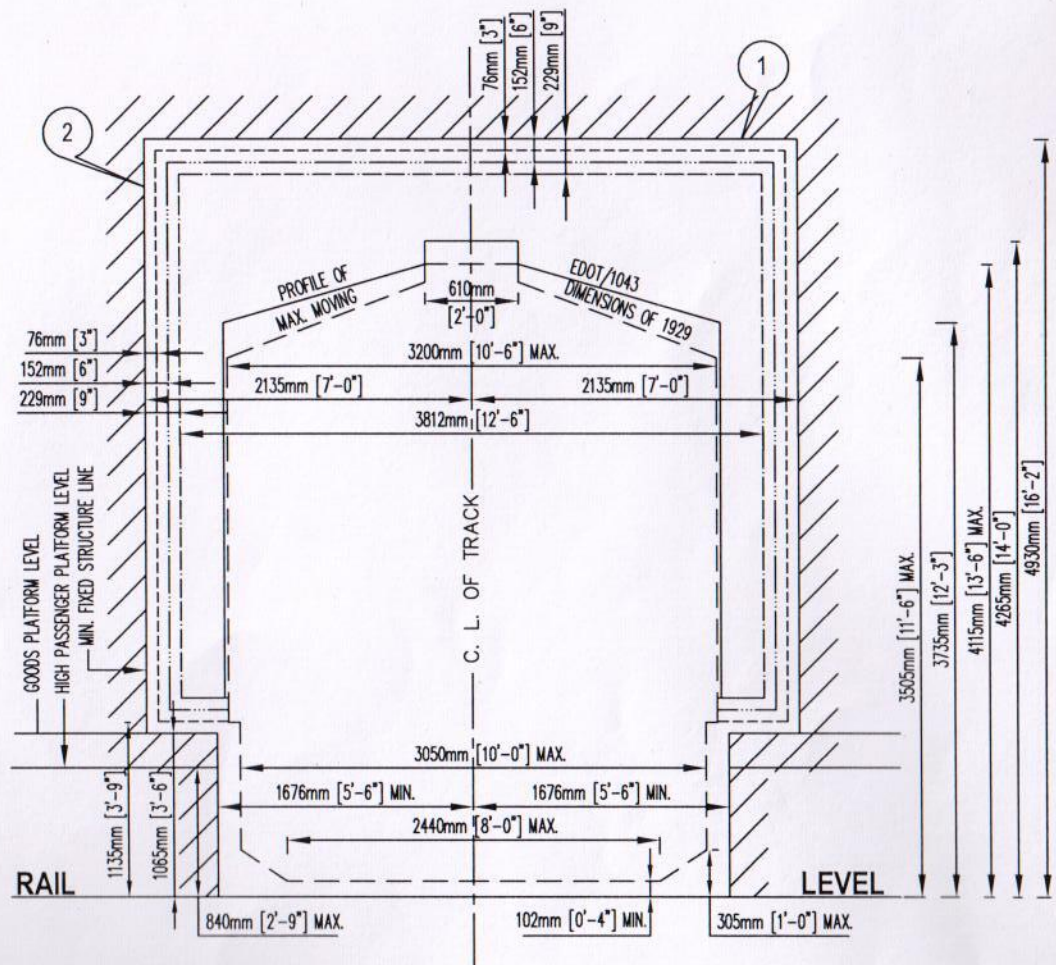 76mm [3"]
152mm [6"]
229mm [9"]
1
2
PROFILE OF
MAX. MOVING
EDOT/1043
DIMENSIONS OF 1929
610mm
[2'-0"]
76mm [3"]
152mm [6"]
229mm [9"]
3200mm [10'-6"] MAX.
2135mm [7'-0"]
2135mm [7'-0"]
3812mm [12'-6"]
GOODS PLATFORM LEVEL
HIGH PASSENGER PLATFORM LEVEL
MIN. FIXED STRUCTURE LINE
C. L. OF TRACK
3505mm [11'-6"] MAX.
3735mm [12'-3"]
4115mm [13'-6"] MAX.
4265mm [14'-0"]
4930mm [16'-2"]
3050mm [10'-0"] MAX.
1676mm [5'-6"] MIN.
1676mm [5'-6"] MIN.
2440mm [8'-0"] MAX.
1135mm [3'-9"]
1065mm [3'-6"]
RAIL
LEVEL
840mm [2'-9"] MAX.
102mm [0'-4"] MIN.
305mm [1'-0"] MAX.